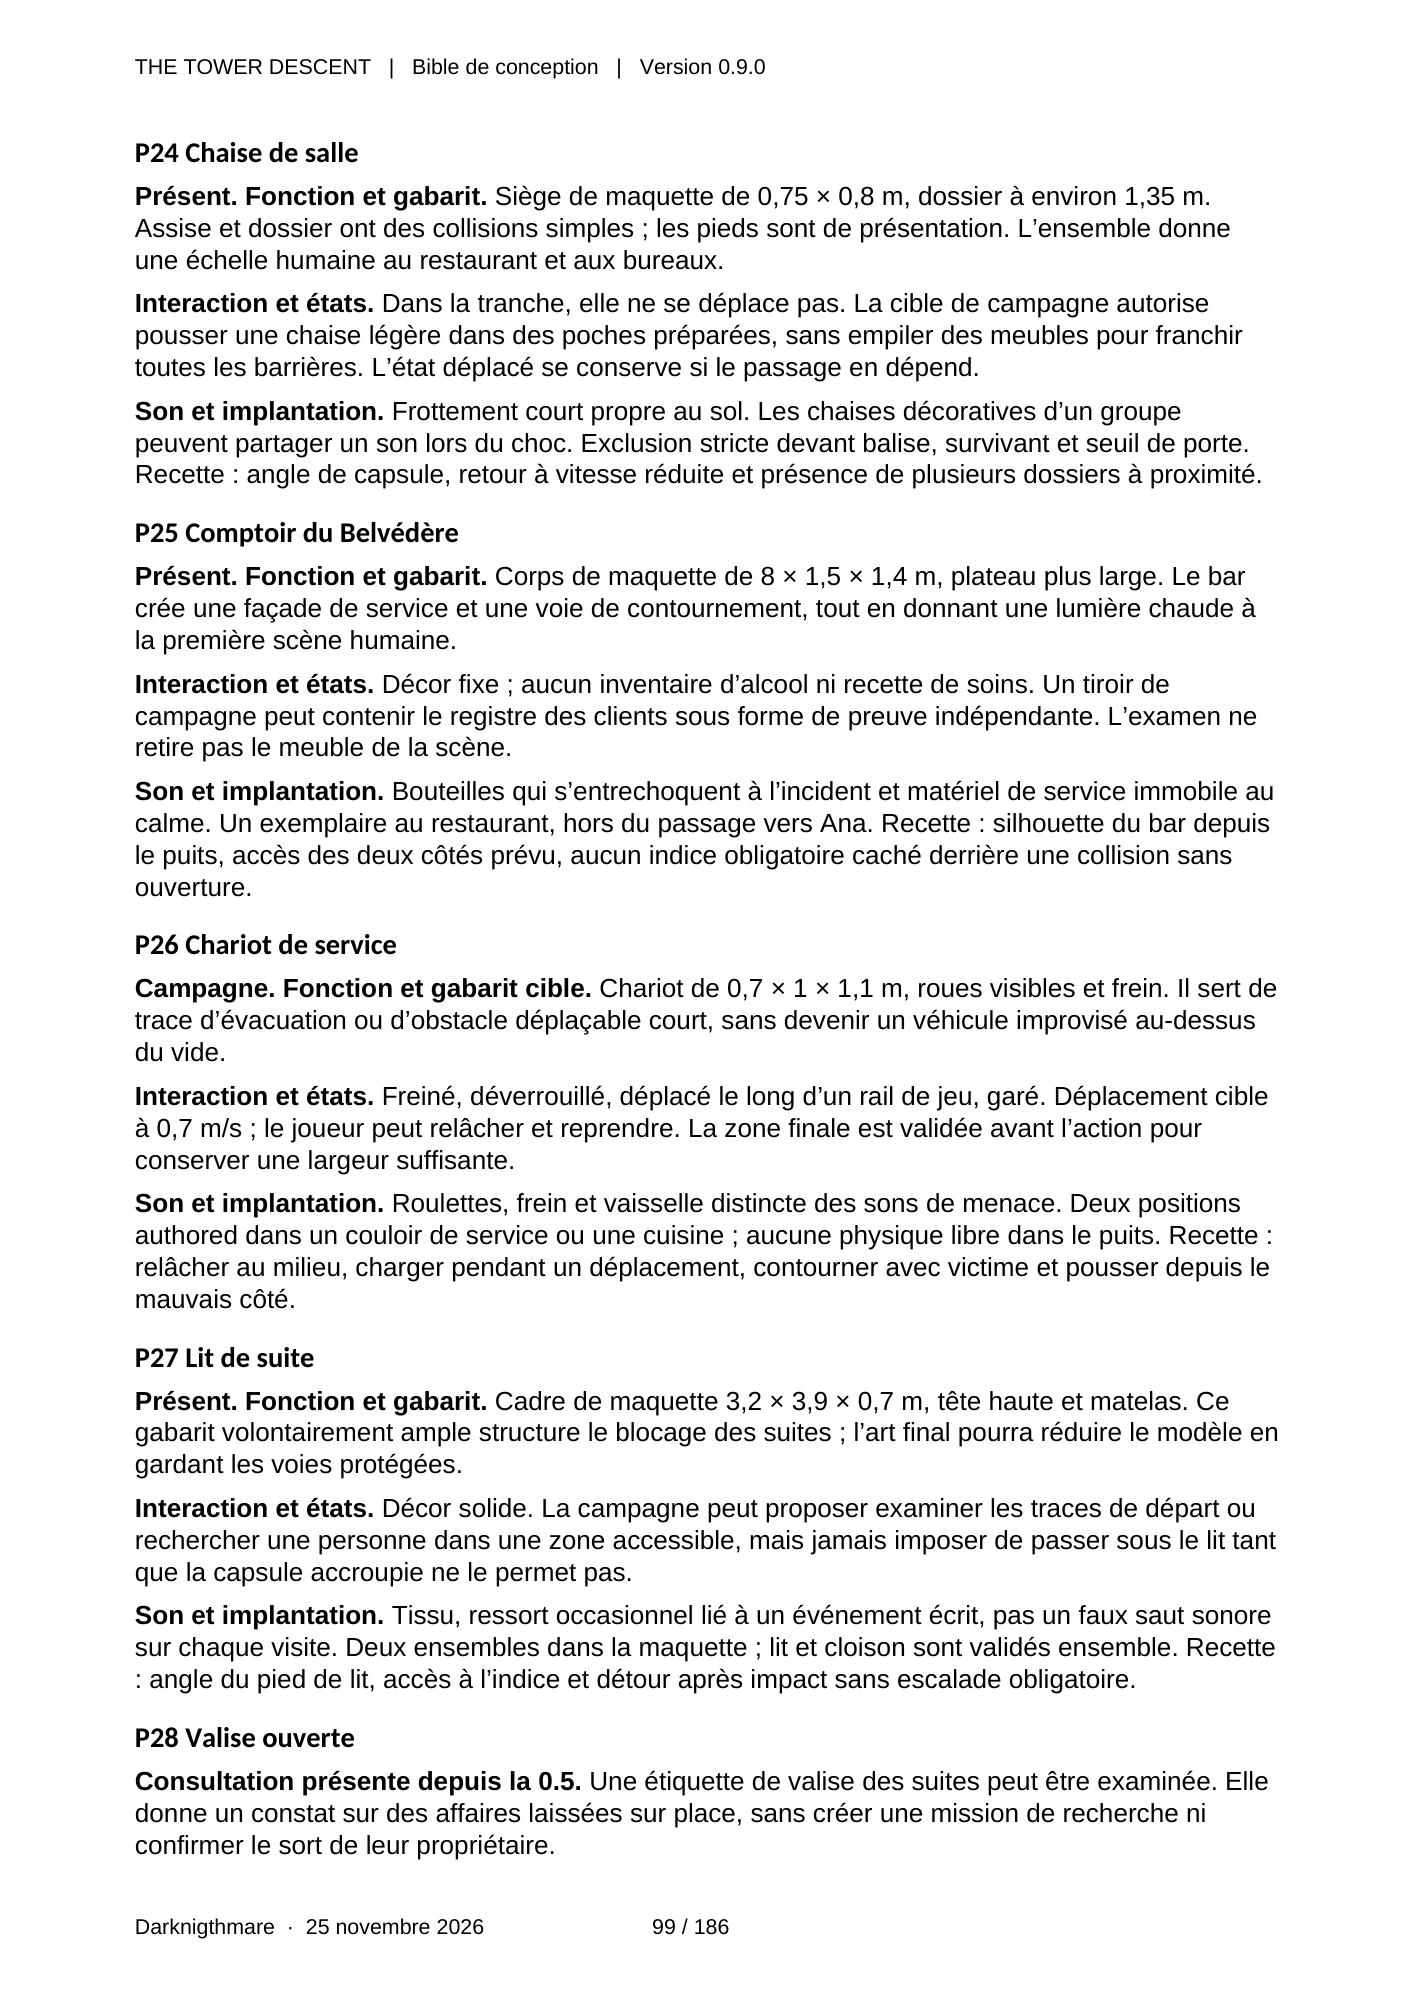 THE TOWER DESCENT | Bible de conception | Version 0.9.0
P24 Chaise de salle
Présent. Fonction et gabarit. Siège de maquette de 0,75 × 0,8 m, dossier à environ 1,35 m.
Assise et dossier ont des collisions simples ; les pieds sont de présentation. L’ensemble donne
une échelle humaine au restaurant et aux bureaux.
Interaction et états. Dans la tranche, elle ne se déplace pas. La cible de campagne autorise
pousser une chaise légère dans des poches préparées, sans empiler des meubles pour franchir
toutes les barrières. L’état déplacé se conserve si le passage en dépend.
Son et implantation. Frottement court propre au sol. Les chaises décoratives d’un groupe
peuvent partager un son lors du choc. Exclusion stricte devant balise, survivant et seuil de porte.
Recette : angle de capsule, retour à vitesse réduite et présence de plusieurs dossiers à proximité.
P25 Comptoir du Belvédère
Présent. Fonction et gabarit. Corps de maquette de 8 × 1,5 × 1,4 m, plateau plus large. Le bar
crée une façade de service et une voie de contournement, tout en donnant une lumière chaude à
la première scène humaine.
Interaction et états. Décor fixe ; aucun inventaire d’alcool ni recette de soins. Un tiroir de
campagne peut contenir le registre des clients sous forme de preuve indépendante. L’examen ne
retire pas le meuble de la scène.
Son et implantation. Bouteilles qui s’entrechoquent à l’incident et matériel de service immobile au
calme. Un exemplaire au restaurant, hors du passage vers Ana. Recette : silhouette du bar depuis
le puits, accès des deux côtés prévu, aucun indice obligatoire caché derrière une collision sans
ouverture.
P26 Chariot de service
Campagne. Fonction et gabarit cible. Chariot de 0,7 × 1 × 1,1 m, roues visibles et frein. Il sert de
trace d’évacuation ou d’obstacle déplaçable court, sans devenir un véhicule improvisé au-dessus
du vide.
Interaction et états. Freiné, déverrouillé, déplacé le long d’un rail de jeu, garé. Déplacement cible
à 0,7 m/s ; le joueur peut relâcher et reprendre. La zone finale est validée avant l’action pour
conserver une largeur suffisante.
Son et implantation. Roulettes, frein et vaisselle distincte des sons de menace. Deux positions
authored dans un couloir de service ou une cuisine ; aucune physique libre dans le puits. Recette :
relâcher au milieu, charger pendant un déplacement, contourner avec victime et pousser depuis le
mauvais côté.
P27 Lit de suite
Présent. Fonction et gabarit. Cadre de maquette 3,2 × 3,9 × 0,7 m, tête haute et matelas. Ce
gabarit volontairement ample structure le blocage des suites ; l’art final pourra réduire le modèle en
gardant les voies protégées.
Interaction et états. Décor solide. La campagne peut proposer examiner les traces de départ ou
rechercher une personne dans une zone accessible, mais jamais imposer de passer sous le lit tant
que la capsule accroupie ne le permet pas.
Son et implantation. Tissu, ressort occasionnel lié à un événement écrit, pas un faux saut sonore
sur chaque visite. Deux ensembles dans la maquette ; lit et cloison sont validés ensemble. Recette
: angle du pied de lit, accès à l’indice et détour après impact sans escalade obligatoire.
P28 Valise ouverte
Consultation présente depuis la 0.5. Une étiquette de valise des suites peut être examinée. Elle
donne un constat sur des affaires laissées sur place, sans créer une mission de recherche ni
confirmer le sort de leur propriétaire.
Darknigthmare · 25 novembre 2026 99 / 186